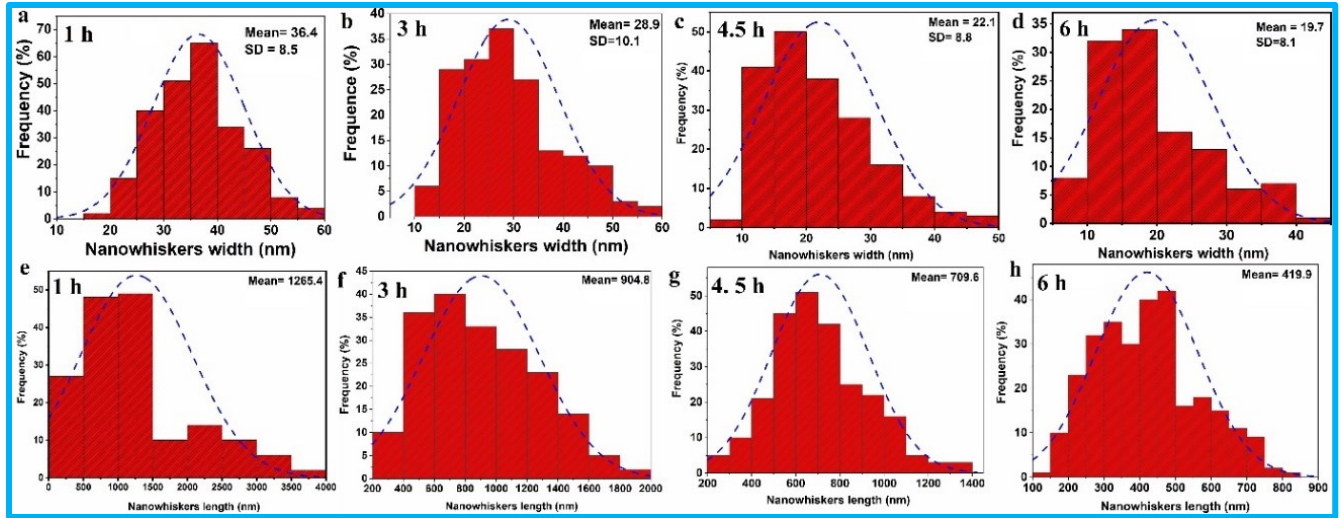 a
1 h
Mean= 36.4
SD = 8.5
Frequency (%)
70
60
50
40
30
20
10
0
10 20 30 40 50 60
Nanowhiskers width (nm)
b
3 h
Mean= 28.9
SD=10.1
Frequence (%)
40
35
30
25
20
15
10
5
0
10 20 30 40 50 60
Nanowhiskers width (nm)
c
4.5 h
Mean = 22.1
SD= 8.8
Frequency (%)
50
40
30
20
10
0
10 20 30 40 50
Nanowhiskers width (nm)
d
6 h
Mean = 19.7
SD=8.1
Frequency (%)
35
30
25
20
15
10
5
0
10 20 30 40
Nanowhiskers width (nm)
e
1 h
Mean= 1265.4
Frequency (%)
50
40
30
20
10
0
0 500 1000 1500 2000 2500 3000 3500 4000
Nanowhiskers length (nm)
f
3 h
Mean= 904.8
Frequency (%)
45
40
35
30
25
20
15
10
5
0
200 400 600 800 1000 1200 1400 1600 1800 2000
Nanowhiskers length (nm)
g
4. 5 h
Mean= 709.6
Frequency (%)
50
40
30
20
10
0
200 400 600 800 1000 1200 1400
Nanowhiskers length (nm)
h
6 h
Mean= 419.9
Frequency (%)
40
30
20
10
0
100 200 300 400 500 600 700 800 900
Nanowhiskers length (nm)